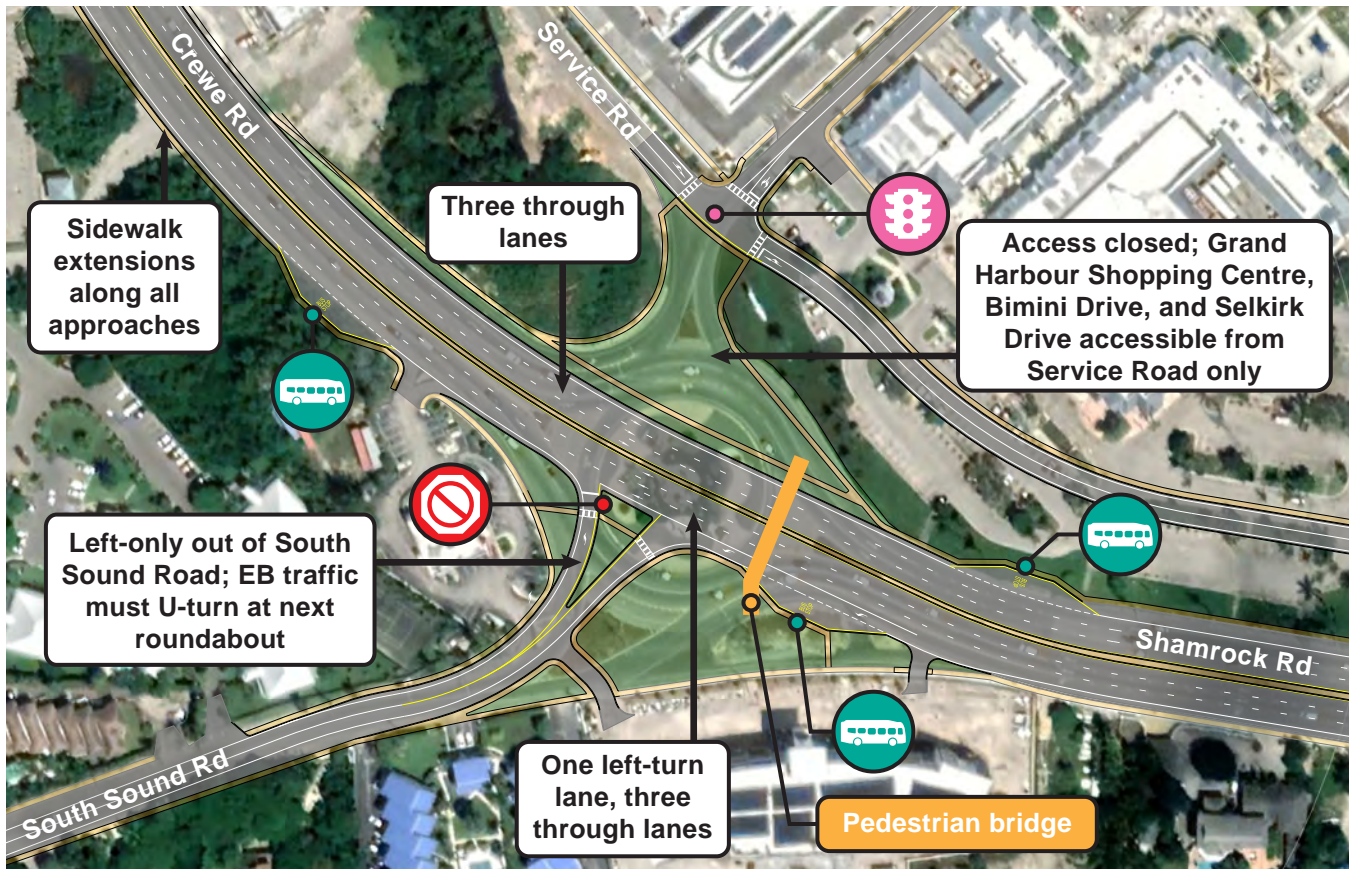 Crewe Rd
Service Rd
Sidewalk
extensions
along all
approaches
Three through
lanes
Access closed; Grand
Harbour Shopping Centre,
Bimini Drive, and Selkirk
Drive accessible from
Service Road only
Left-only out of South
Sound Road; EB traffic
must U-turn at next
roundabout
Shamrock Rd
South Sound Rd
One left-turn
lane, three
through lanes
Pedestrian bridge